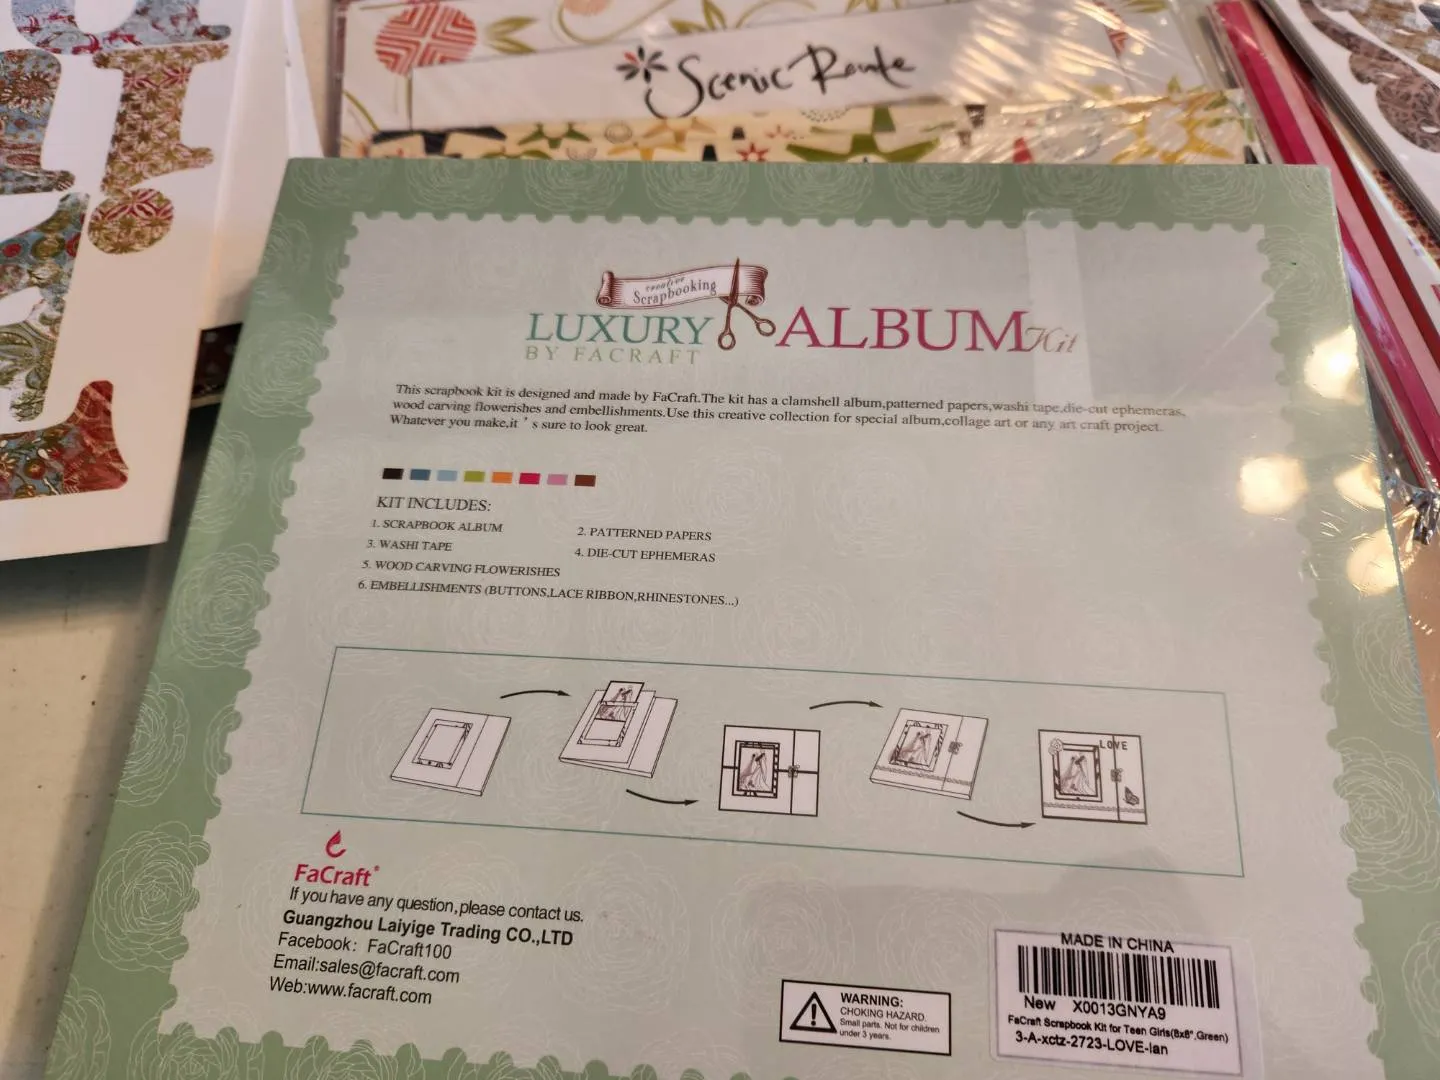 Scenic Route
creative
Scrapbooking
LUXURY ALBUM Kit
BY FACRAFT
This scrapbook kit is designed and made by FaCraft.The kit has a clamshell album,patterned papers,washi tape,die-cut ephemeras,
wood carving flowerishes and embellishments.Use this creative collection for special album,collage art or any art craft project.
Whatever you make,it ’ s sure to look great.
KIT INCLUDES:
1. SCRAPBOOK ALBUM
2. PATTERNED PAPERS
3. WASHI TAPE
4. DIE-CUT EPHEMERAS
5. WOOD CARVING FLOWERISHES
6. EMBELLISHMENTS (BUTTONS,LACE RIBBON,RHINESTONES...)
LOVE
FaCraft®
If you have any question,please contact us.
Guangzhou Laiyige Trading CO.,LTD
Facebook: FaCraft100
Email:sales@facraft.com
Web:www.facraft.com
WARNING:
CHOKING HAZARD.
Small parts. Not for children
under 3 years.
MADE IN CHINA
New X0013GNYA9
FaCraft Scrapbook Kit for Teen Girls(8x8",Green)
3-A-xctz-2723-LOVE-lan